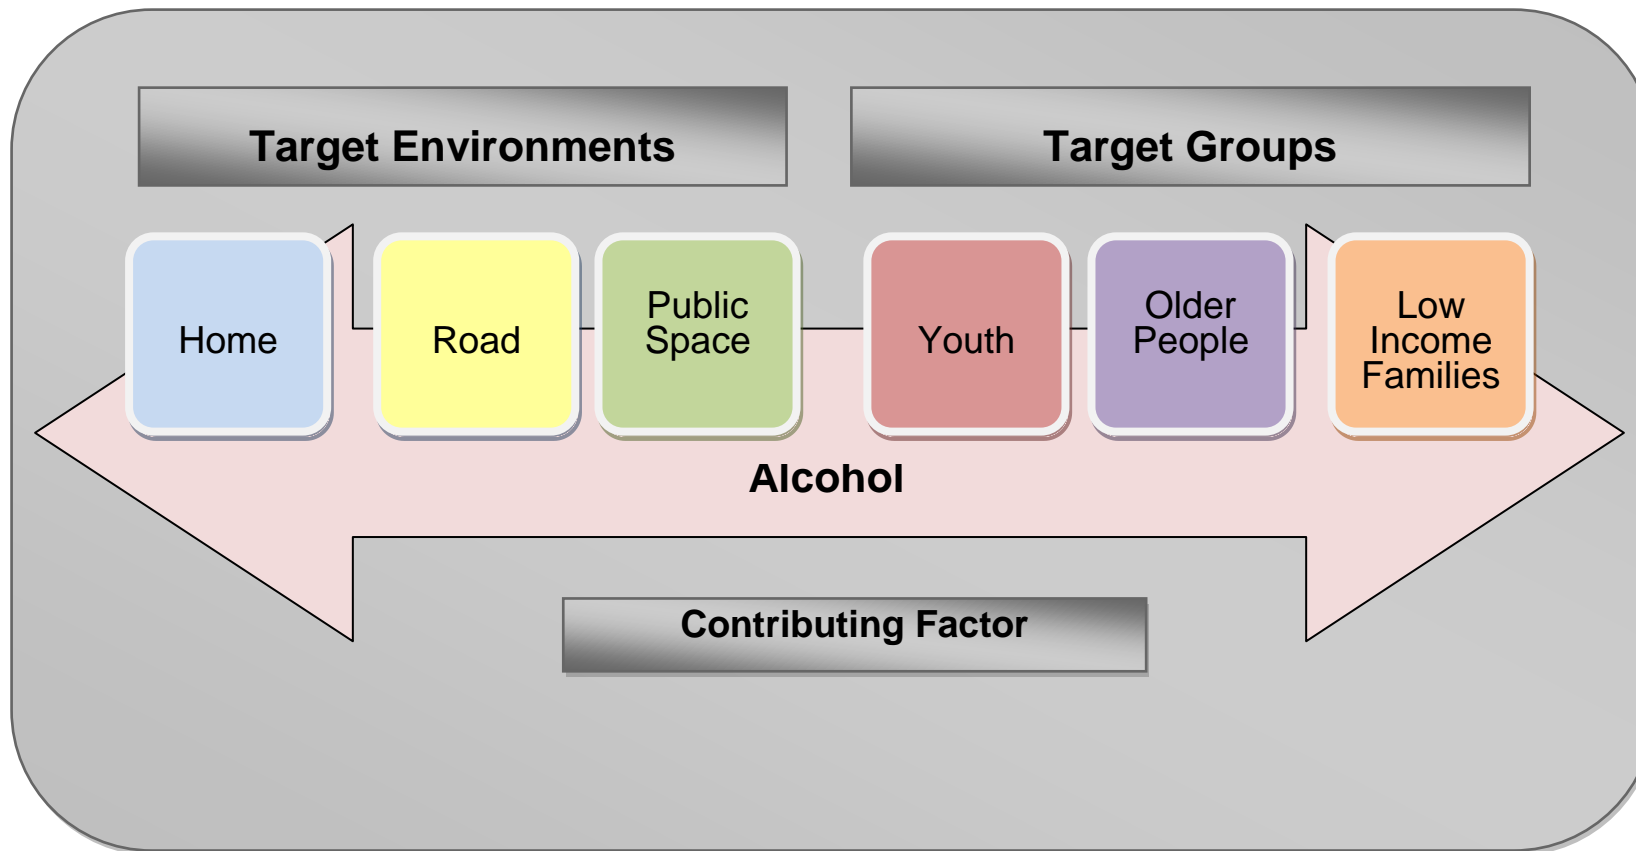 Target Environments
Target Groups
Home
Road
Public
Space
Youth
Older
People
Low
Income
Families
Alcohol
Contributing Factor